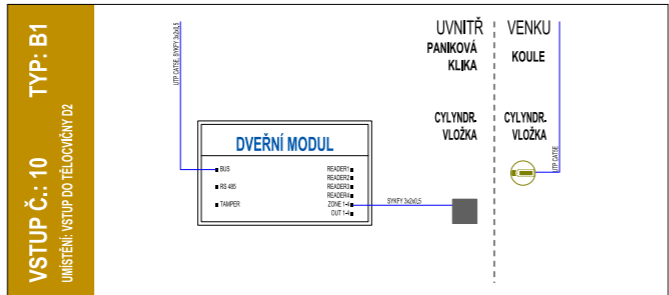 VSTUP Č.: 10 TYP: B1
UMÍSTĚNÍ: VSTUP DO TĚLOCVIČNY D2
UTP CAT5E, SYKFY 3x2x0,5
UVNITŘ
PANIKOVÁ
KLIKA
CYLYNDR.
VLOŽKA
VENKU
KOULE
CYLYNDR.
VLOŽKA
UTP CAT5E
DVEŘNÍ MODUL
BUS
RS 485
TAMPER
READER1
READER2
READER3
READER4
ZONE 1-4
OUT 1-4
SYKFY 3x2x0,5